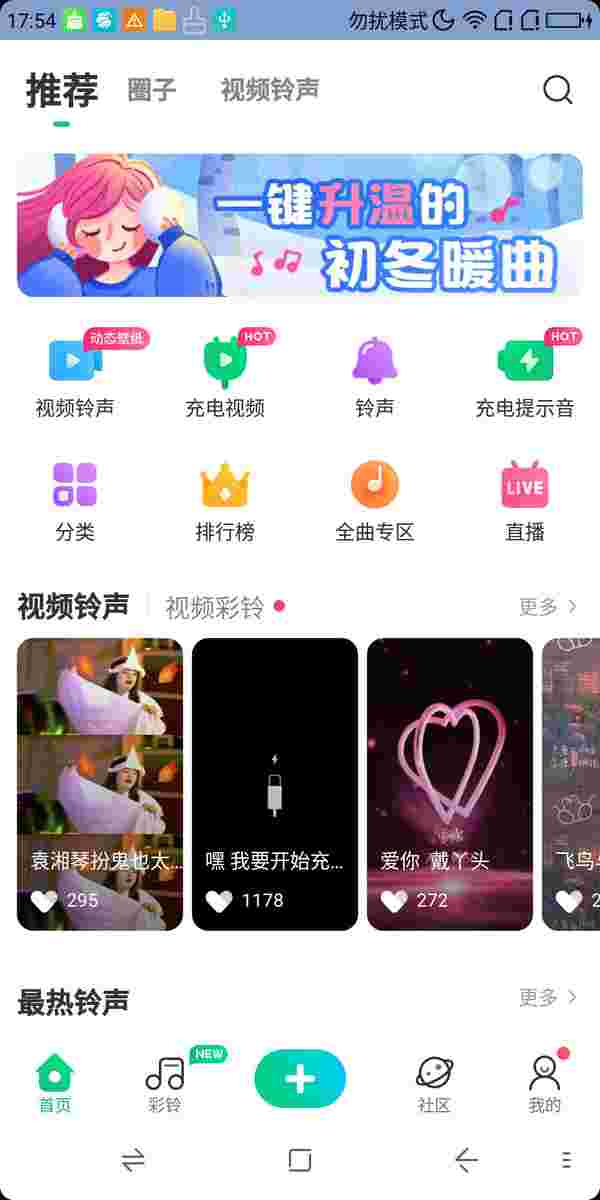 17:54 勿扰模式
推荐 圈子 视频铃声
一键升温的
初冬暖曲
动态壁纸 HOT HOT
视频铃声 充电视频 铃声 充电提示音
LIVE
分类 排行榜 全曲专区 直播
视频铃声 视频彩铃 更多
袁湘琴扮鬼也太... 嘿 我要开始充... 爱你 戴丫头 飞鸟
295 1178 272 2
最热铃声 更多
NEW
首页 彩铃 社区 我的